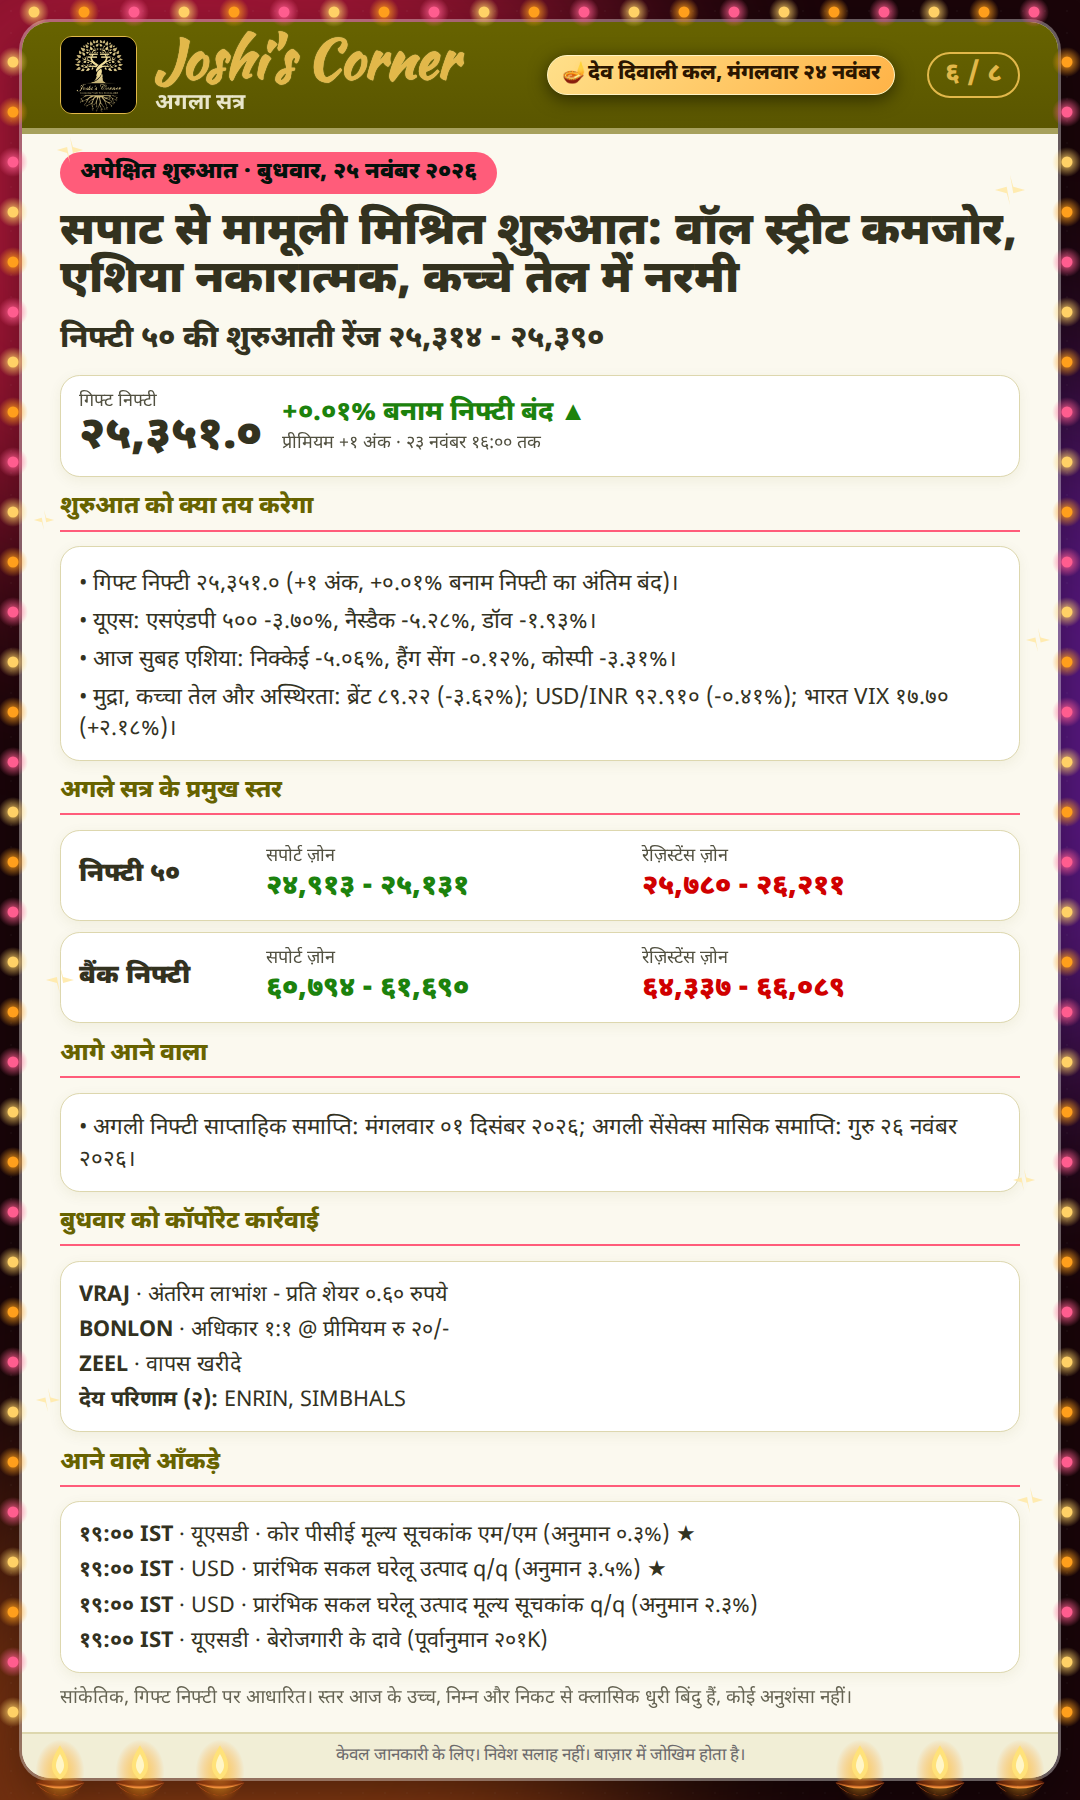 Joshi's Corner
Joshi's Corner
अगला सत्र
देव दिवाली कल, मंगलवार २४ नवंबर
६ / ८
अपेक्षित शुरुआत · बुधवार, २५ नवंबर २०२६
सपाट से मामूली मिश्रित शुरुआत: वॉल स्ट्रीट कमजोर,
एशिया नकारात्मक, कच्चे तेल में नरमी
निफ्टी ५० की शुरुआती रेंज २५,३१४ - २५,३९०
गिफ्ट निफ्टी
२५,३५१.०
+०.०१% बनाम निफ्टी बंद ▲
प्रीमियम +१ अंक · २३ नवंबर १६:०० तक
शुरुआत को क्या तय करेगा
• गिफ्ट निफ्टी २५,३५१.० (+१ अंक, +०.०१% बनाम निफ्टी का अंतिम बंद)।
• यूएस: एसएंडपी ५०० -३.७०%, नैस्डैक -५.२८%, डॉव -१.९३%।
• आज सुबह एशिया: निक्केई -५.०६%, हैंग सेंग -०.१२%, कोस्पी -३.३१%।
• मुद्रा, कच्चा तेल और अस्थिरता: ब्रेंट ८९.२२ (-३.६२%); USD/INR ९२.९१० (-०.४१%); भारत VIX १७.७०
(+२.१८%)।
अगले सत्र के प्रमुख स्तर
निफ्टी ५०
सपोर्ट ज़ोन
२४,९१३ - २५,१३१
रेज़िस्टेंस ज़ोन
२५,७८० - २६,२११
बैंक निफ्टी
सपोर्ट ज़ोन
६०,७९४ - ६१,६९०
रेज़िस्टेंस ज़ोन
६४,३३७ - ६६,०८९
आगे आने वाला
• अगली निफ्टी साप्ताहिक समाप्ति: मंगलवार ०१ दिसंबर २०२६; अगली सेंसेक्स मासिक समाप्ति: गुरु २६ नवंबर
२०२६।
बुधवार को कॉर्पोरेट कार्रवाई
VRAJ · अंतरिम लाभांश - प्रति शेयर ०.६० रुपये
BONLON · अधिकार १:१ @ प्रीमियम रु २०/-
ZEEL · वापस खरीदे
देय परिणाम (२): ENRIN, SIMBHALS
आने वाले आँकड़े
१९:०० IST · यूएसडी · कोर पीसीई मूल्य सूचकांक एम/एम (अनुमान ०.३%) ★
१९:०० IST · USD · प्रारंभिक सकल घरेलू उत्पाद q/q (अनुमान ३.५%) ★
१९:०० IST · USD · प्रारंभिक सकल घरेलू उत्पाद मूल्य सूचकांक q/q (अनुमान २.३%)
१९:०० IST · यूएसडी · बेरोजगारी के दावे (पूर्वानुमान २०१K)
सांकेतिक, गिफ्ट निफ्टी पर आधारित। स्तर आज के उच्च, निम्न और निकट से क्लासिक धुरी बिंदु हैं, कोई अनुशंसा नहीं।
केवल जानकारी के लिए। निवेश सलाह नहीं। बाज़ार में जोखिम होता है।